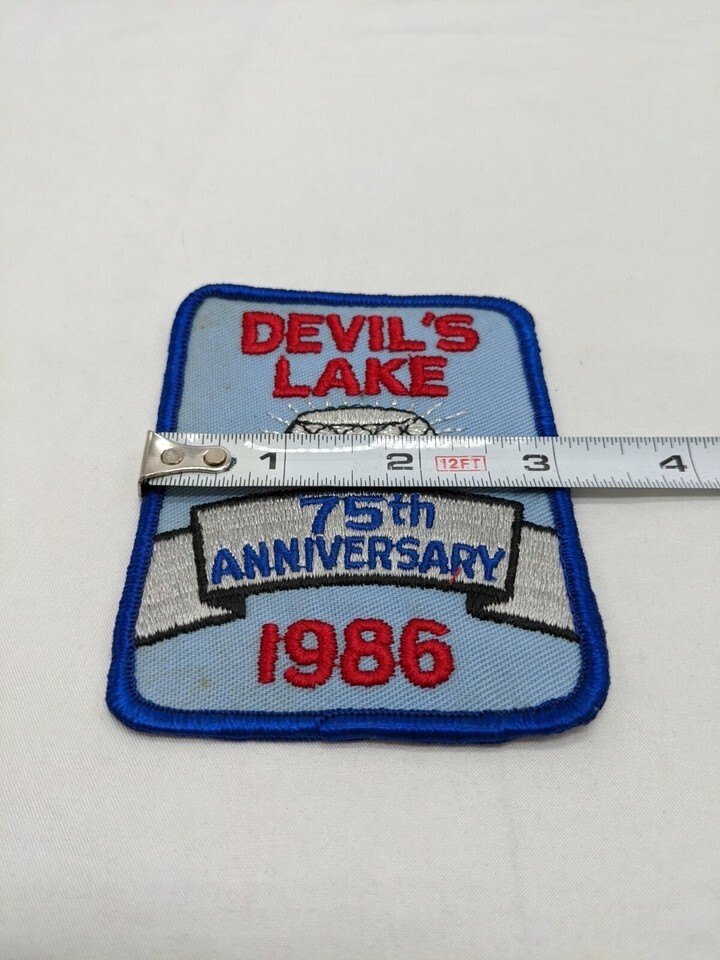 DEVIL'S
LAKE
1 2 12FT 3 4
75th
ANNIVERSARY
1986